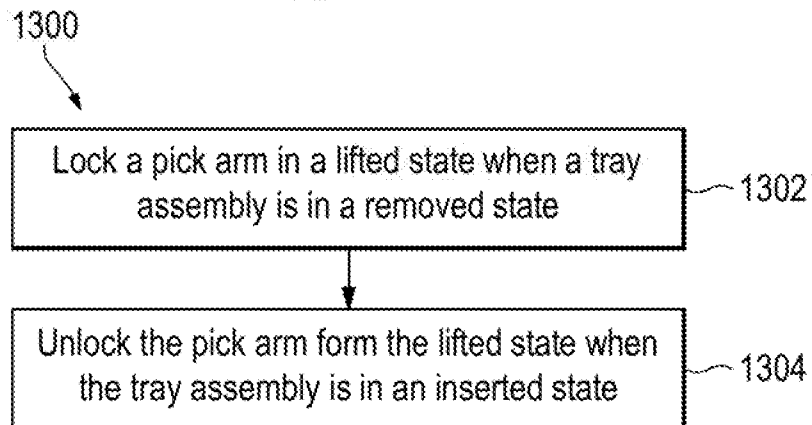 1300
Lock a pick arm in a lifted state when a tray
assembly is in a removed state
1302
Unlock the pick arm form the lifted state when
the tray assembly is in an inserted state
1304